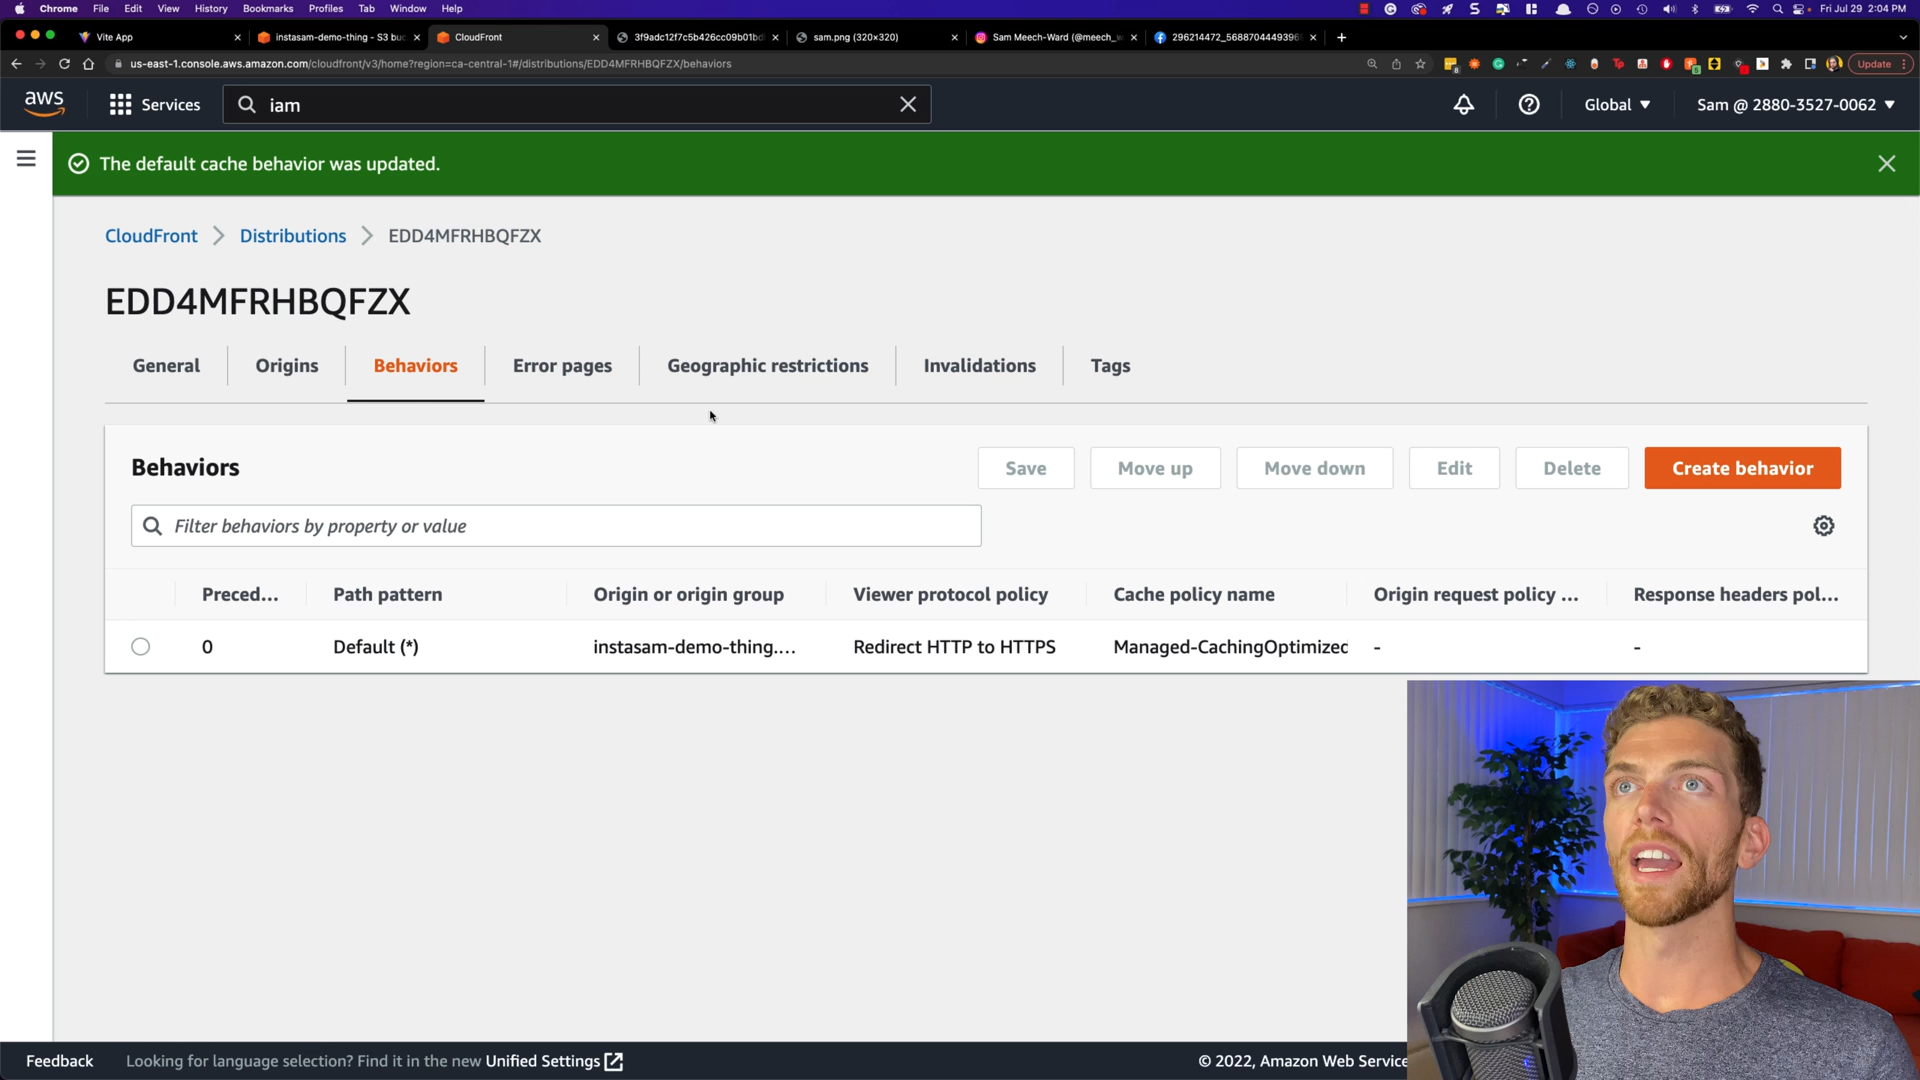 Chrome File Edit View History Bookmarks Profiles Tab Window Help
Fri Jul 29 2:04 PM
Vite App
instasam-demo-thing - S3 buc
CloudFront
3f9adc12f7c5b426cc09b01bd
sam.png (320×320)
Sam Meech-Ward (@meech_w
296214472_568870444939
us-east-1.console.aws.amazon.com/cloudfront/v3/home?region=ca-central-1#/distributions/EDD4MFRHBQFZX/behaviors
Update
aws
Services
iam
Global
Sam @ 2880-3527-0062
The default cache behavior was updated.
CloudFront
Distributions
EDD4MFRHBQFZX
EDD4MFRHBQFZX
General
Origins
Behaviors
Error pages
Geographic restrictions
Invalidations
Tags
Behaviors
Save
Move up
Move down
Edit
Delete
Create behavior
Filter behaviors by property or value
Preced...
Path pattern
Origin or origin group
Viewer protocol policy
Cache policy name
Origin request policy ...
Response headers pol...
0
Default (*)
instasam-demo-thing....
Redirect HTTP to HTTPS
Managed-CachingOptimized
-
-
Feedback
Looking for language selection? Find it in the new Unified Settings
© 2022, Amazon Web Service